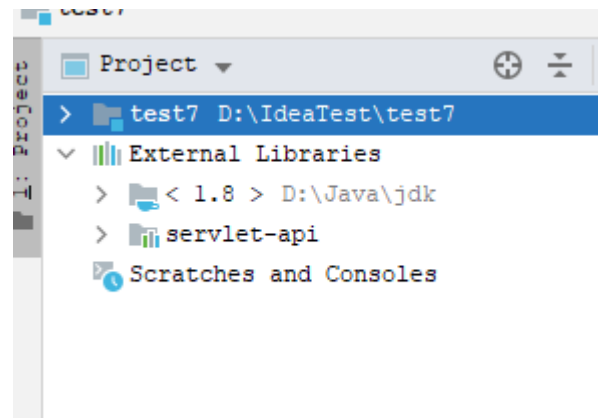 test7
Project
1: Project
test7 D:\IdeaTest\test7
External Libraries
< 1.8 > D:\Java\jdk
servlet-api
Scratches and Consoles